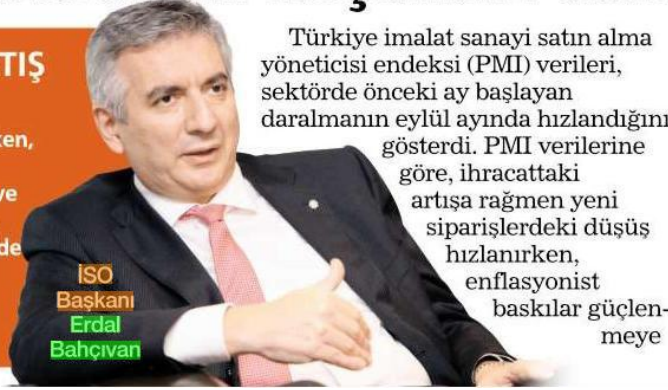 TIŞ
en,
ye
de
İSO
Başkanı
Erdal
Bahçıvan
Türkiye imalat sanayi satın alma
yöneticisi endeksi (PMI) verileri,
sektörde önceki ay başlayan
daralmanın eylül ayında hızlandığını
gösterdi. PMI verilerine
göre, ihracattaki
artışa rağmen yeni
siparişlerdeki düşüş
hızlanırken,
enflasyonist
baskılar güçlen-
meye